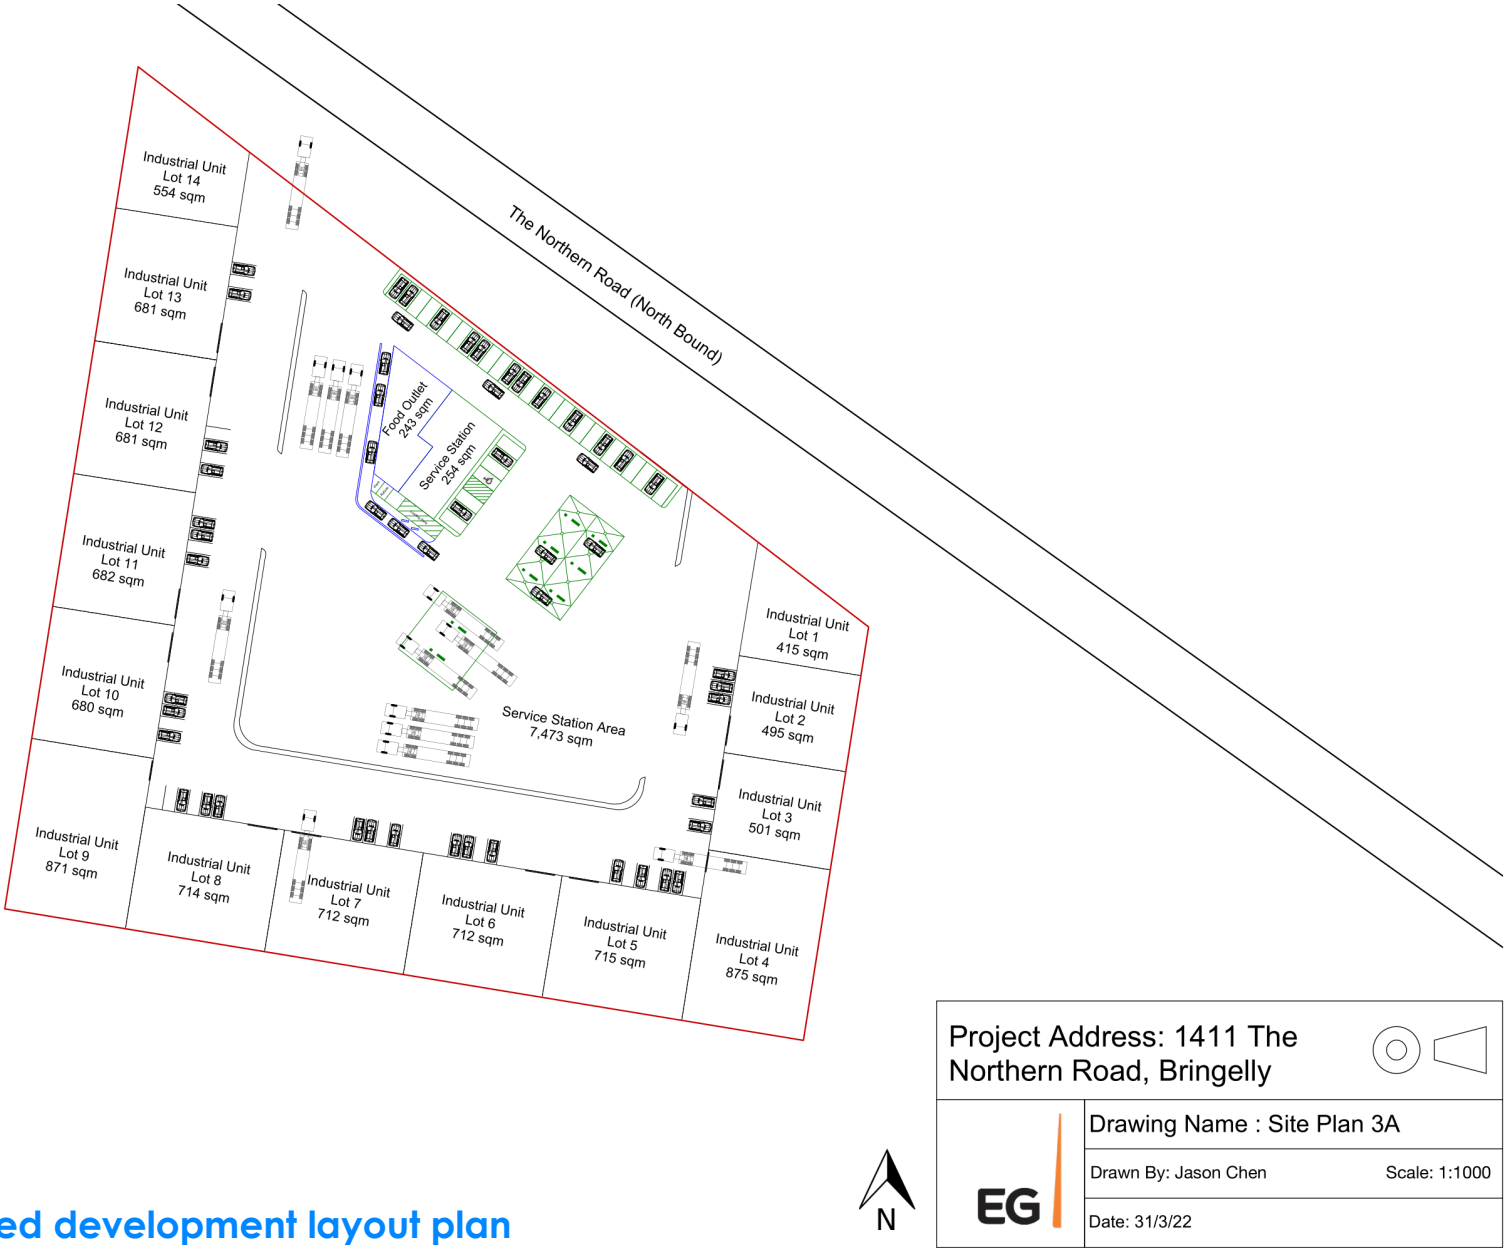 The Northern Road (North Bound)
Industrial Unit
Lot 14
554 sqm
Industrial Unit
Lot 13
681 sqm
Industrial Unit
Lot 12
681 sqm
Industrial Unit
Lot 11
682 sqm
Industrial Unit
Lot 10
680 sqm
Industrial Unit
Lot 9
871 sqm
Industrial Unit
Lot 8
714 sqm
Industrial Unit
Lot 7
712 sqm
Industrial Unit
Lot 6
712 sqm
Industrial Unit
Lot 5
715 sqm
Industrial Unit
Lot 4
875 sqm
Industrial Unit
Lot 3
501 sqm
Industrial Unit
Lot 2
495 sqm
Industrial Unit
Lot 1
415 sqm
Food Outlet
243 sqm
Service Station
254 sqm
Service Station Area
7,473 sqm
Project Address: 1411 The
Northern Road, Bringelly
Drawing Name : Site Plan 3A
Drawn By: Jason Chen Scale: 1:1000
Date: 31/3/22
EG
N
ed development layout plan